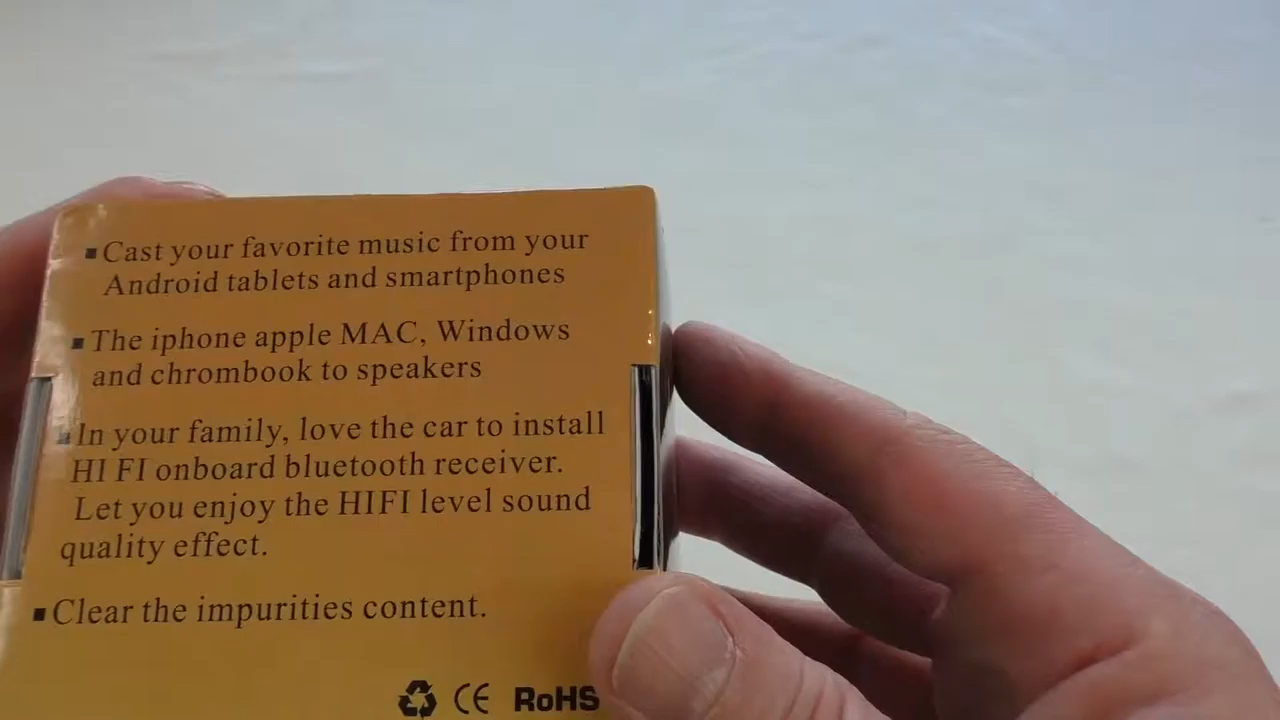 ▪Cast your favorite music from your
Android tablets and smartphones
▪The iphone apple MAC, Windows
and chrombook to speakers
▪In your family, love the car to install
HI FI onboard bluetooth receiver.
Let you enjoy the HIFI level sound
quality effect.
▪Clear the impurities content.
CE RoHS